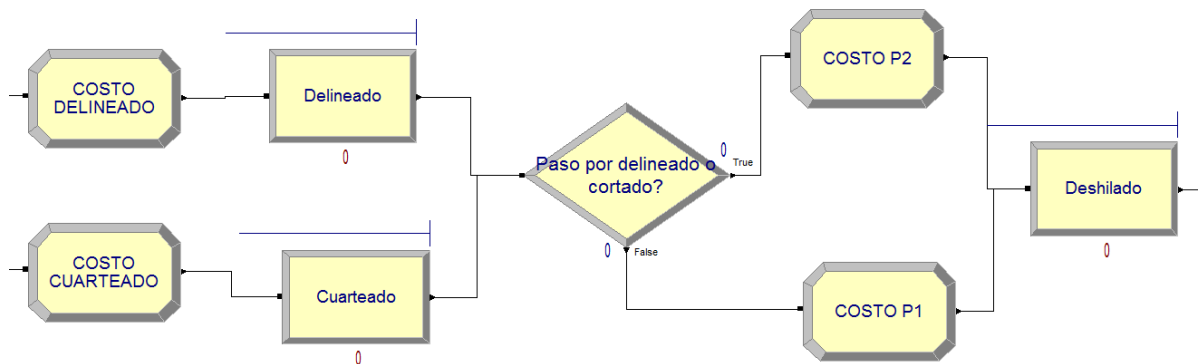 COSTO
DELINEADO
Delineado
0
COSTO
CUARTEADO
Cuarteado
0
Paso por delineado o
cortado?
0
True
0
False
COSTO P2
COSTO P1
Deshilado
0